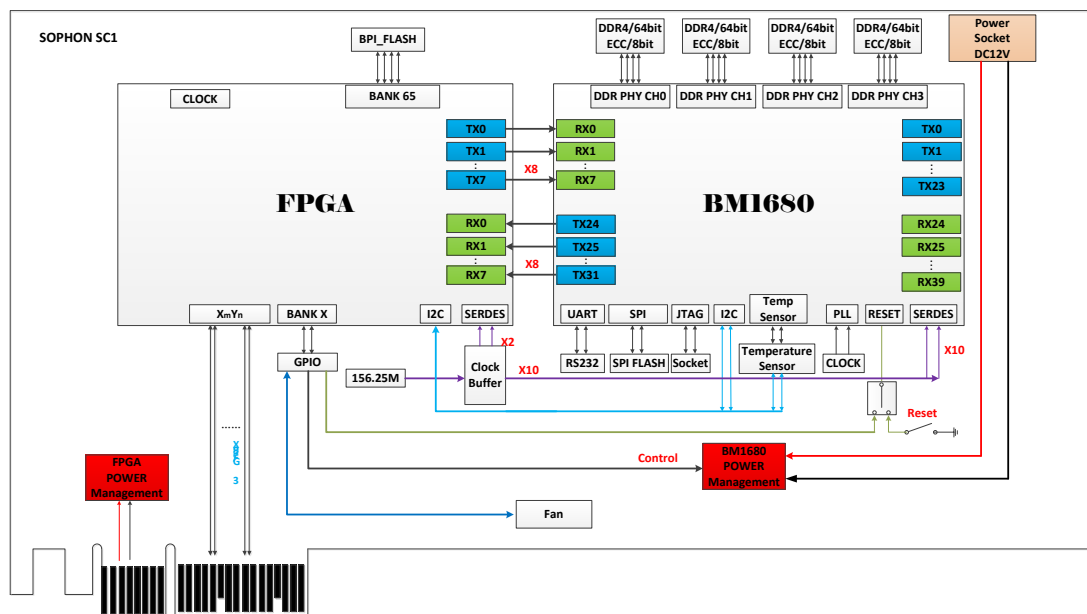 SOPHON SC1
BPI_FLASH
DDR4/64bit
ECC/8bit
DDR4/64bit
ECC/8bit
DDR4/64bit
ECC/8bit
DDR4/64bit
ECC/8bit
Power
Socket
DC12V
CLOCK
BANK 65
DDR PHY CH0
DDR PHY CH1
DDR PHY CH2
DDR PHY CH3
TX0
RX0
TX0
TX1
RX1
TX1
X8
TX7
RX7
TX23
FPGA
BM1680
RX0
TX24
RX24
RX1
TX25
RX25
X8
RX7
TX31
RX39
XmYn
BANK X
I2C
SERDES
UART
SPI
JTAG
I2C
Temp
Sensor
PLL
RESET
SERDES
X2
X10
GPIO
RS232
SPI FLASH
Socket
Temperature
Sensor
CLOCK
156.25M
Clock
Buffer
X10
Reset
Control
BM1680
POWER
Management
FPGA
POWER
Management
Fan